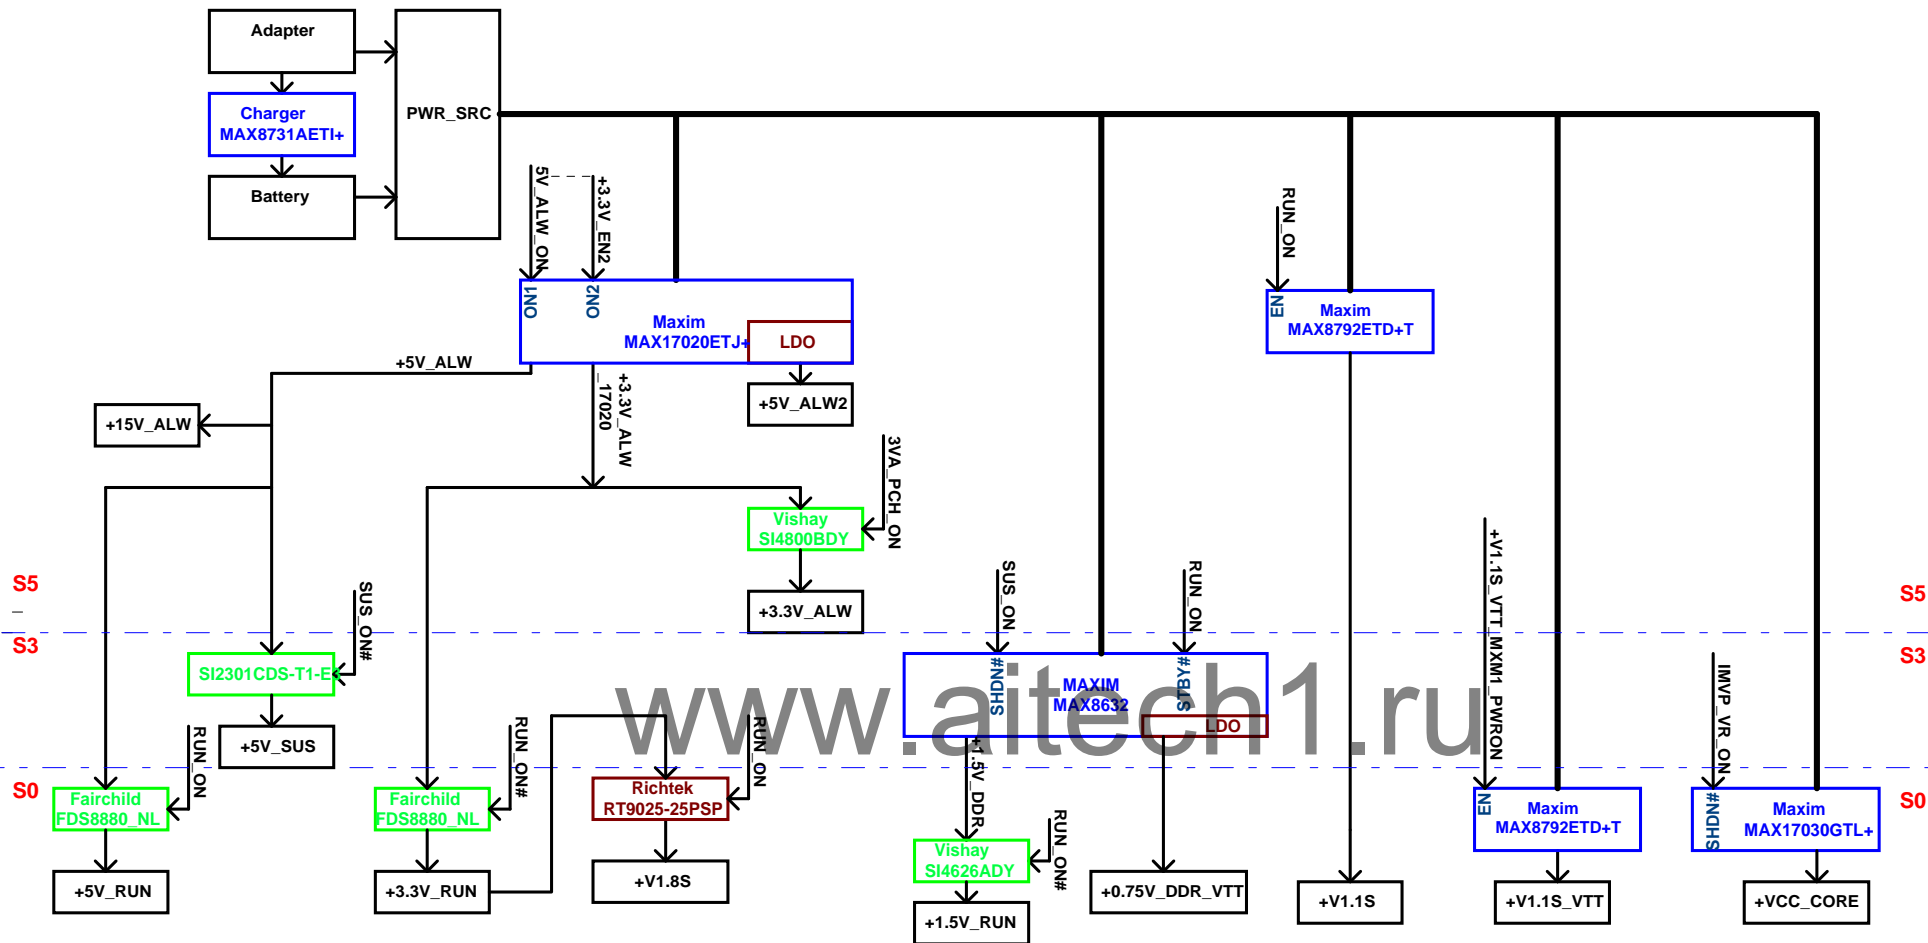 Adapter
Charger
MAX8731AETI+
Battery
PWR_SRC
5V_ALW_ON
+3.3V_EN2
RUN_ON
ON1
ON2
Maxim
MAX17020ETJ+
LDO
EN
Maxim
MAX8792ETD+T
+5V_ALW
+3.3V_ALW
_17020
+5V_ALW2
+15V_ALW
3VA_PCH_ON
Vishay
SI4800BDY
+3.3V_ALW
S5
S3
S0
S5
S3
S0
SUS_ON#
SI2301CDS-T1-E
+5V_SUS
SUS_ON
RUN_ON
SHDN#
STBY#
MAXIM
MAX8632
LDO
www.aitech1.ru
+V1.1S_VTT_MXM1_PWRON
IMVP_VR_ON
RUN_ON
Fairchild
FDS8880_NL
+5V_RUN
RUN_ON#
Fairchild
FDS8880_NL
+3.3V_RUN
RUN_ON
Richtek
RT9025-25PSP
+V1.8S
+1.5V_DDR
RUN_ON#
Vishay
SI4626ADY
+1.5V_RUN
+0.75V_DDR_VTT
+V1.1S
EN
Maxim
MAX8792ETD+T
+V1.1S_VTT
SHDN#
Maxim
MAX17030GTL+
+VCC_CORE